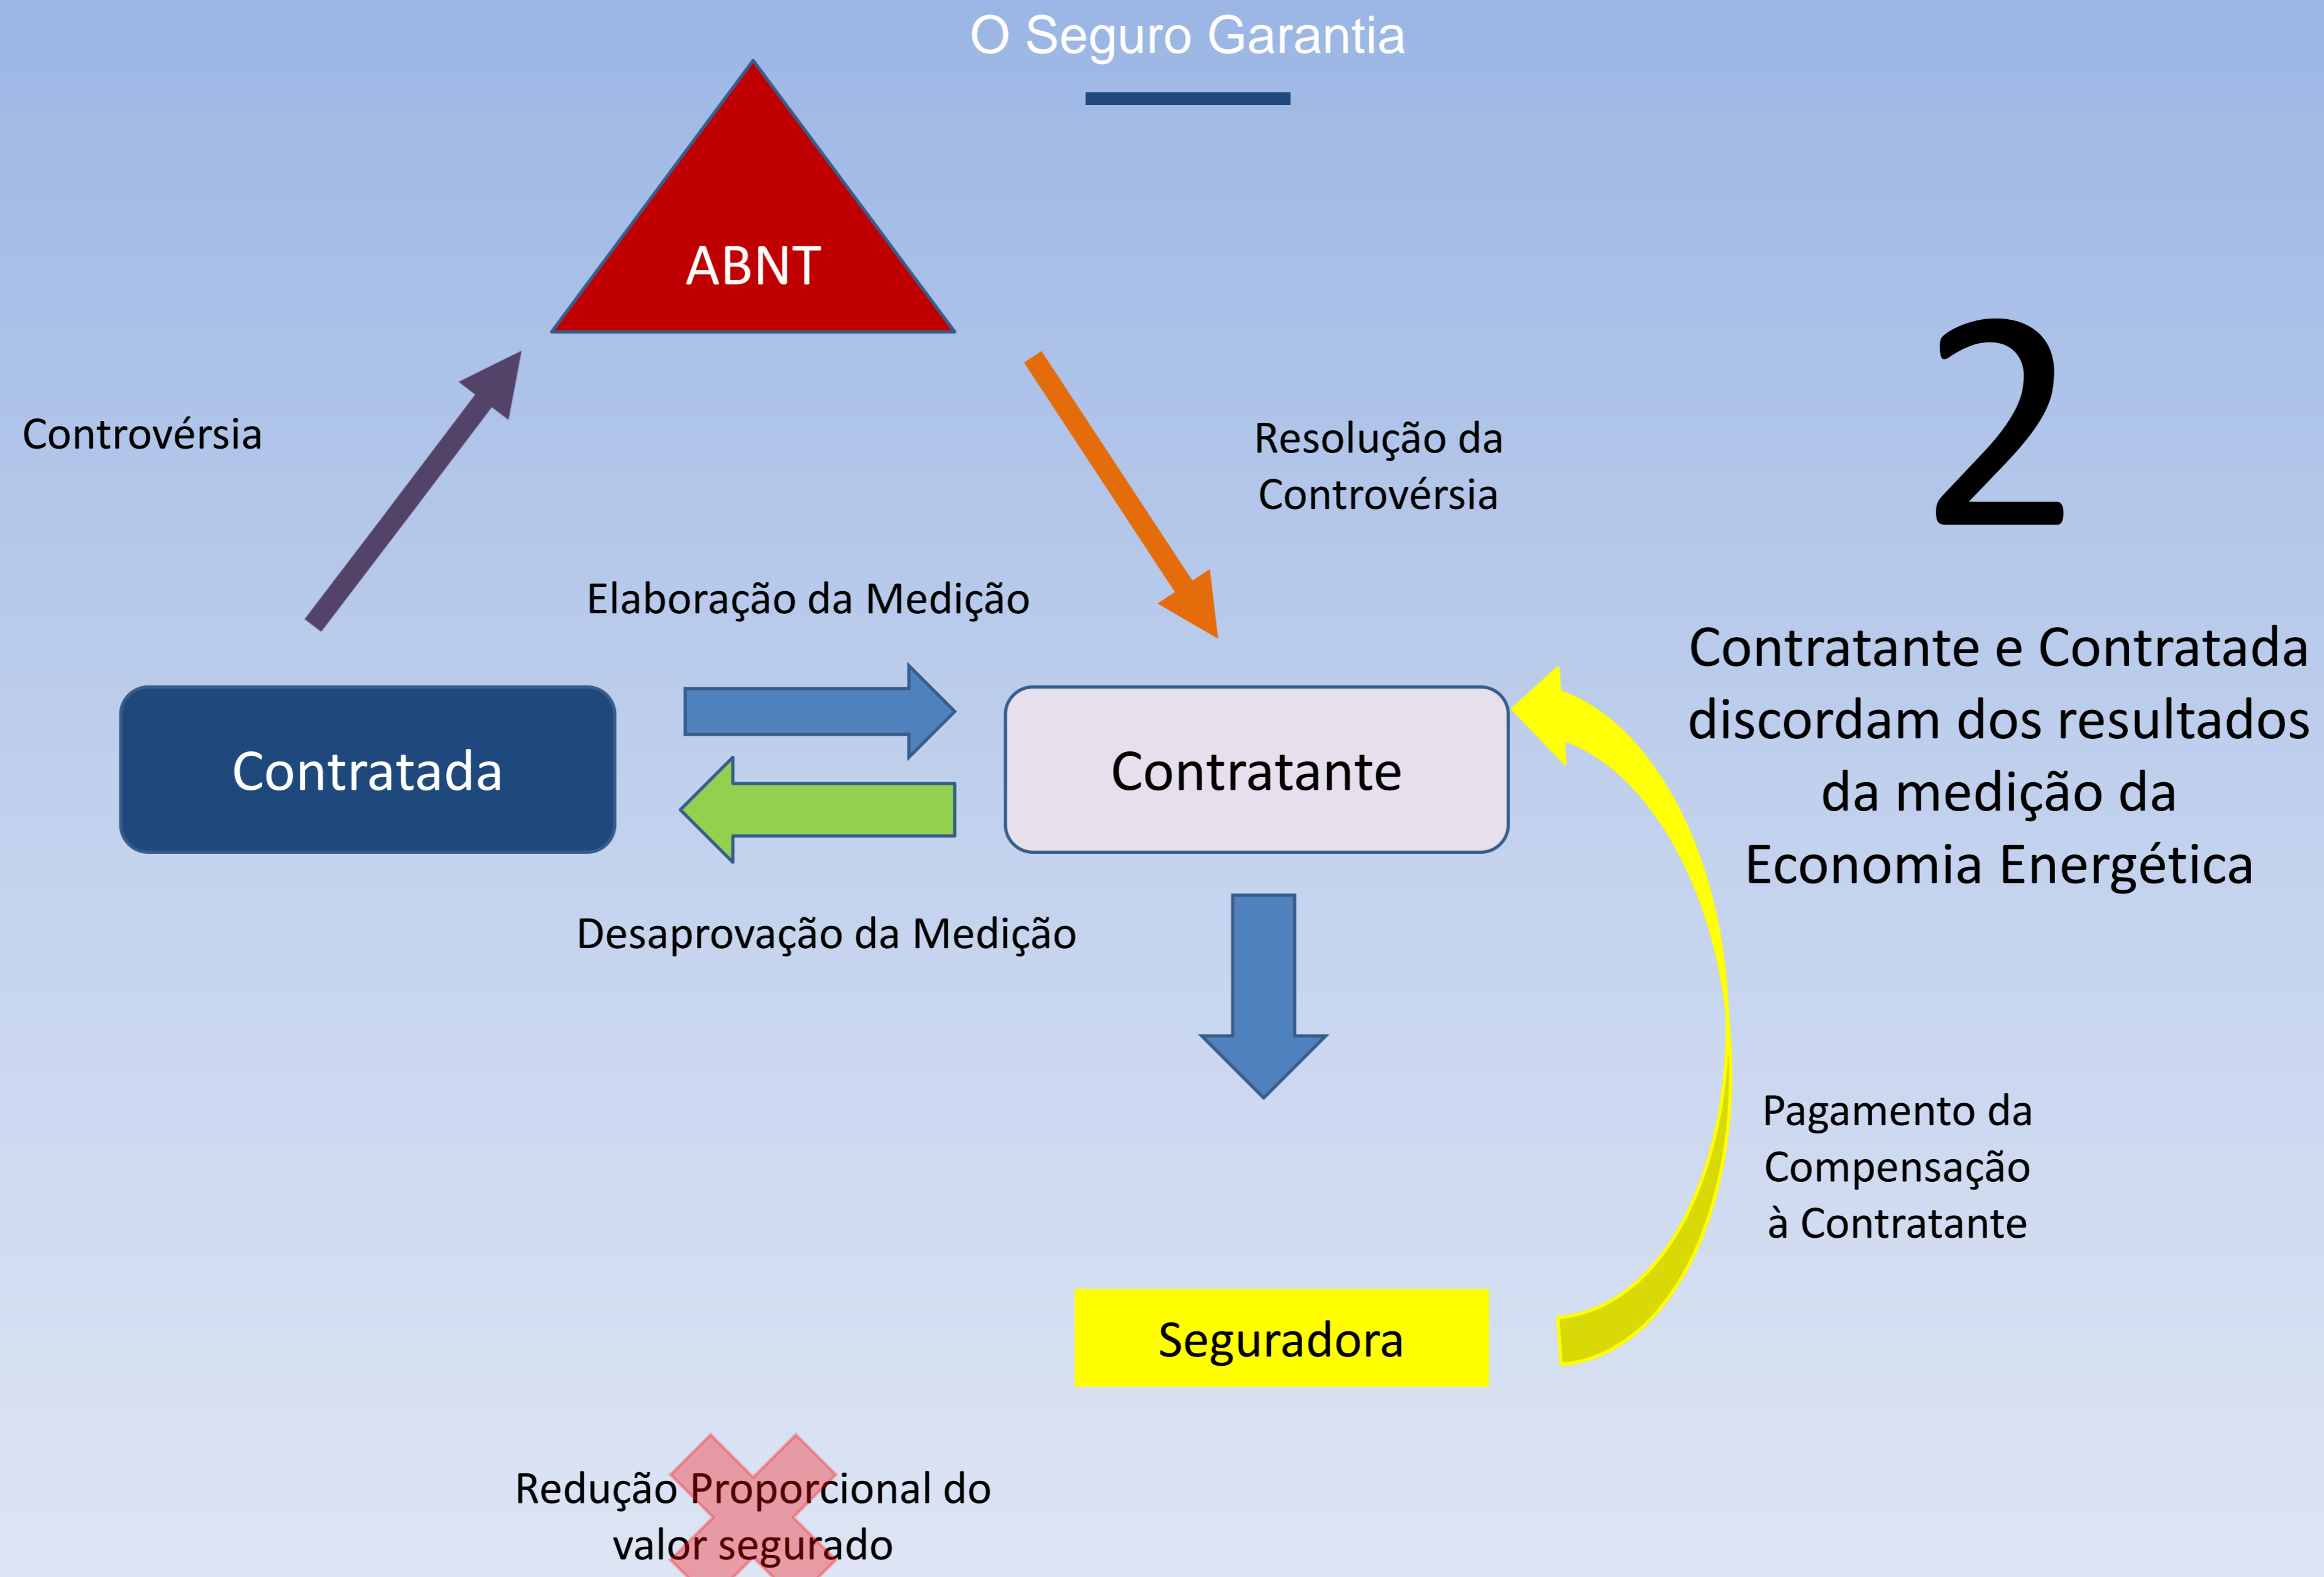 O Seguro Garantia
ABNT
2
Controvérsia
Resolução da
Controvérsia
Elaboração da Medição
Contratada
Contratante
Contratante e Contratada
discordam dos resultados
da medição da
Economia Energética
Desaprovação da Medição
Pagamento da
Compensação
à Contratante
Seguradora
Redução Proporcional do
valor segurado